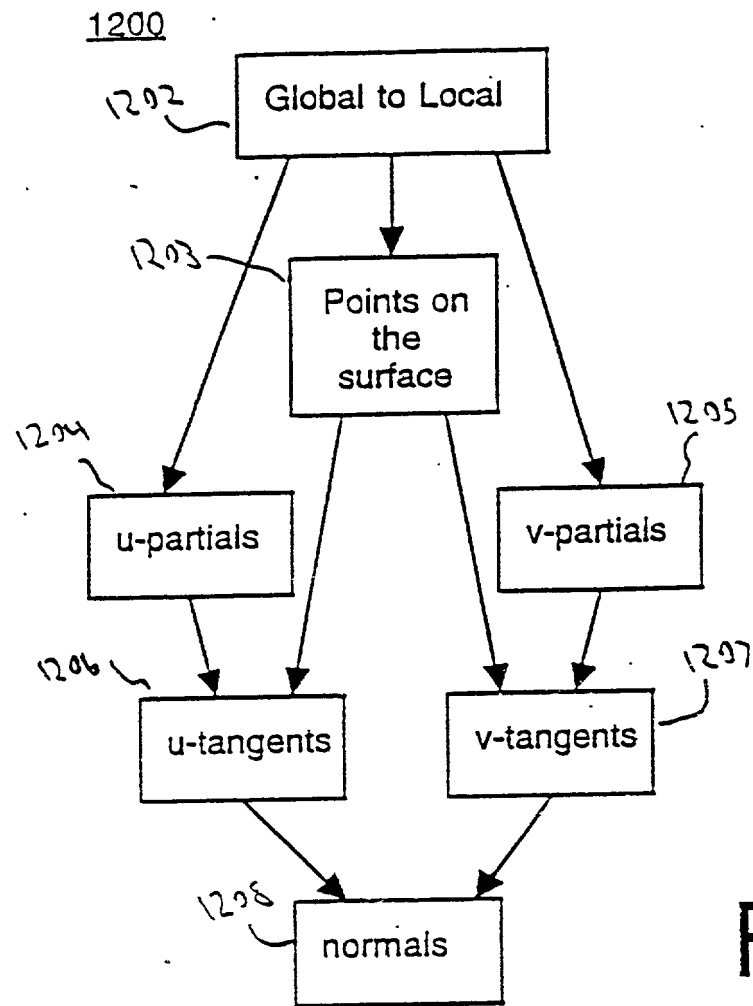 1200
1202
Global to Local
1203
Points on
the
surface
1204
1205
u-partials
v-partials
1206
1207
u-tangents
v-tangents
1208
normals